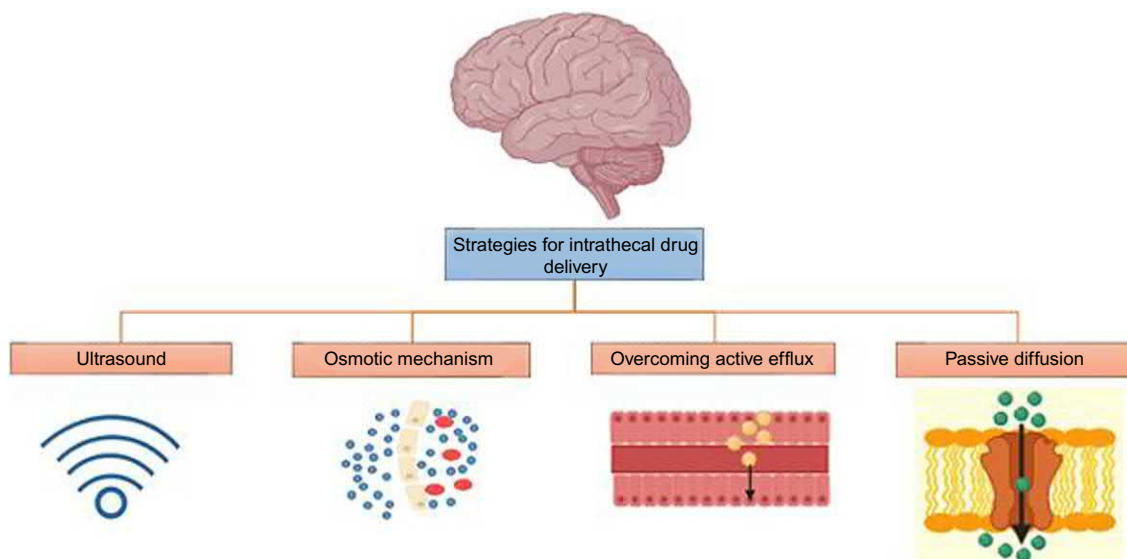 Strategies for intrathecal drug
delivery
Ultrasound
Osmotic mechanism
Overcoming active efflux
Passive diffusion